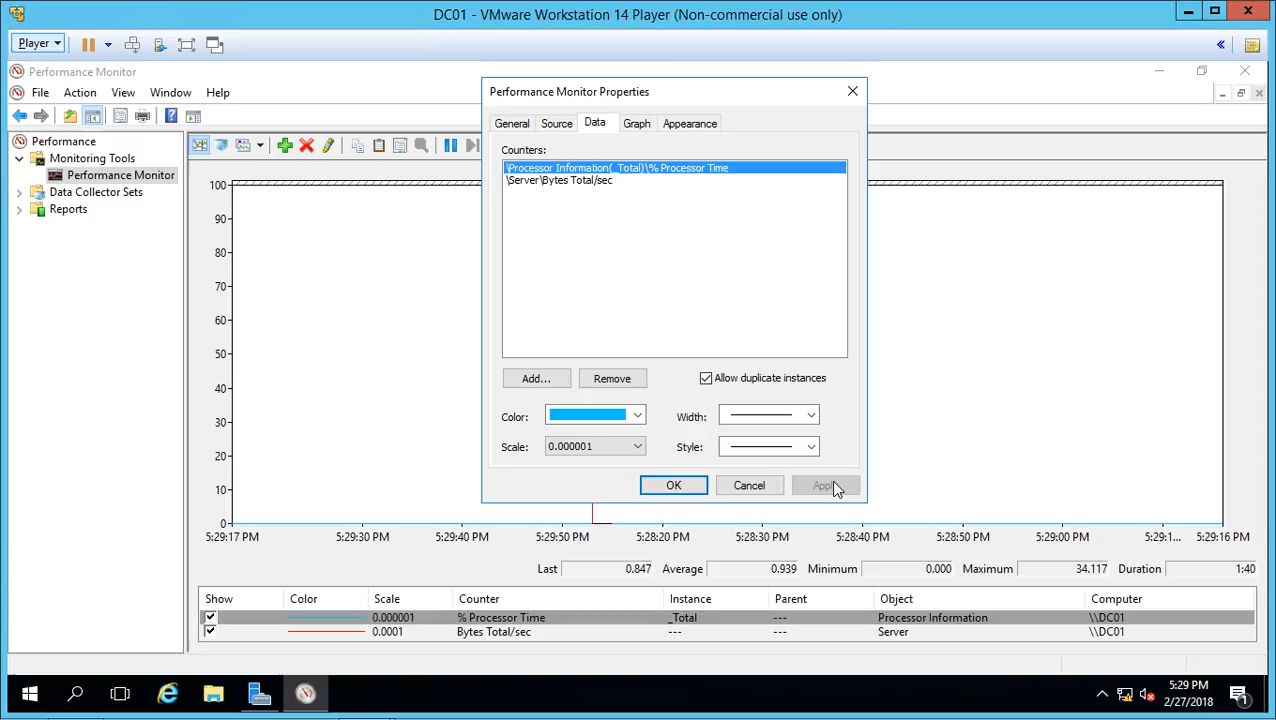 DC01 - VMware Workstation 14 Player (Non-commercial use only)
Player
Performance Monitor
File Action View Window Help
Performance
Monitoring Tools
Performance Monitor
Data Collector Sets
Reports
Performance Monitor Properties
General Source Data Graph Appearance
Counters:
\Processor Information(_Total)\% Processor Time
\Server\Bytes Total/sec
Add... Remove Allow duplicate instances
Color: Width:
Scale: 0.000001 Style:
OK Cancel
100
90
80
70
60
50
40
30
20
10
0
5:29:17 PM 5:29:30 PM 5:29:40 PM 5:29:50 PM 5:28:20 PM 5:28:30 PM 5:28:40 PM 5:28:50 PM 5:29:00 PM 5:29:1... 5:29:16 PM
Last 0.847 Average 0.939 Minimum 0.000 Maximum 34.117 Duration 1:40
Show Color Scale Counter Instance Parent Object Computer
0.000001 % Processor Time _Total --- Processor Information \\DC01
0.0001 Bytes Total/sec --- --- Server \\DC01
5:29 PM
2/27/2018
1